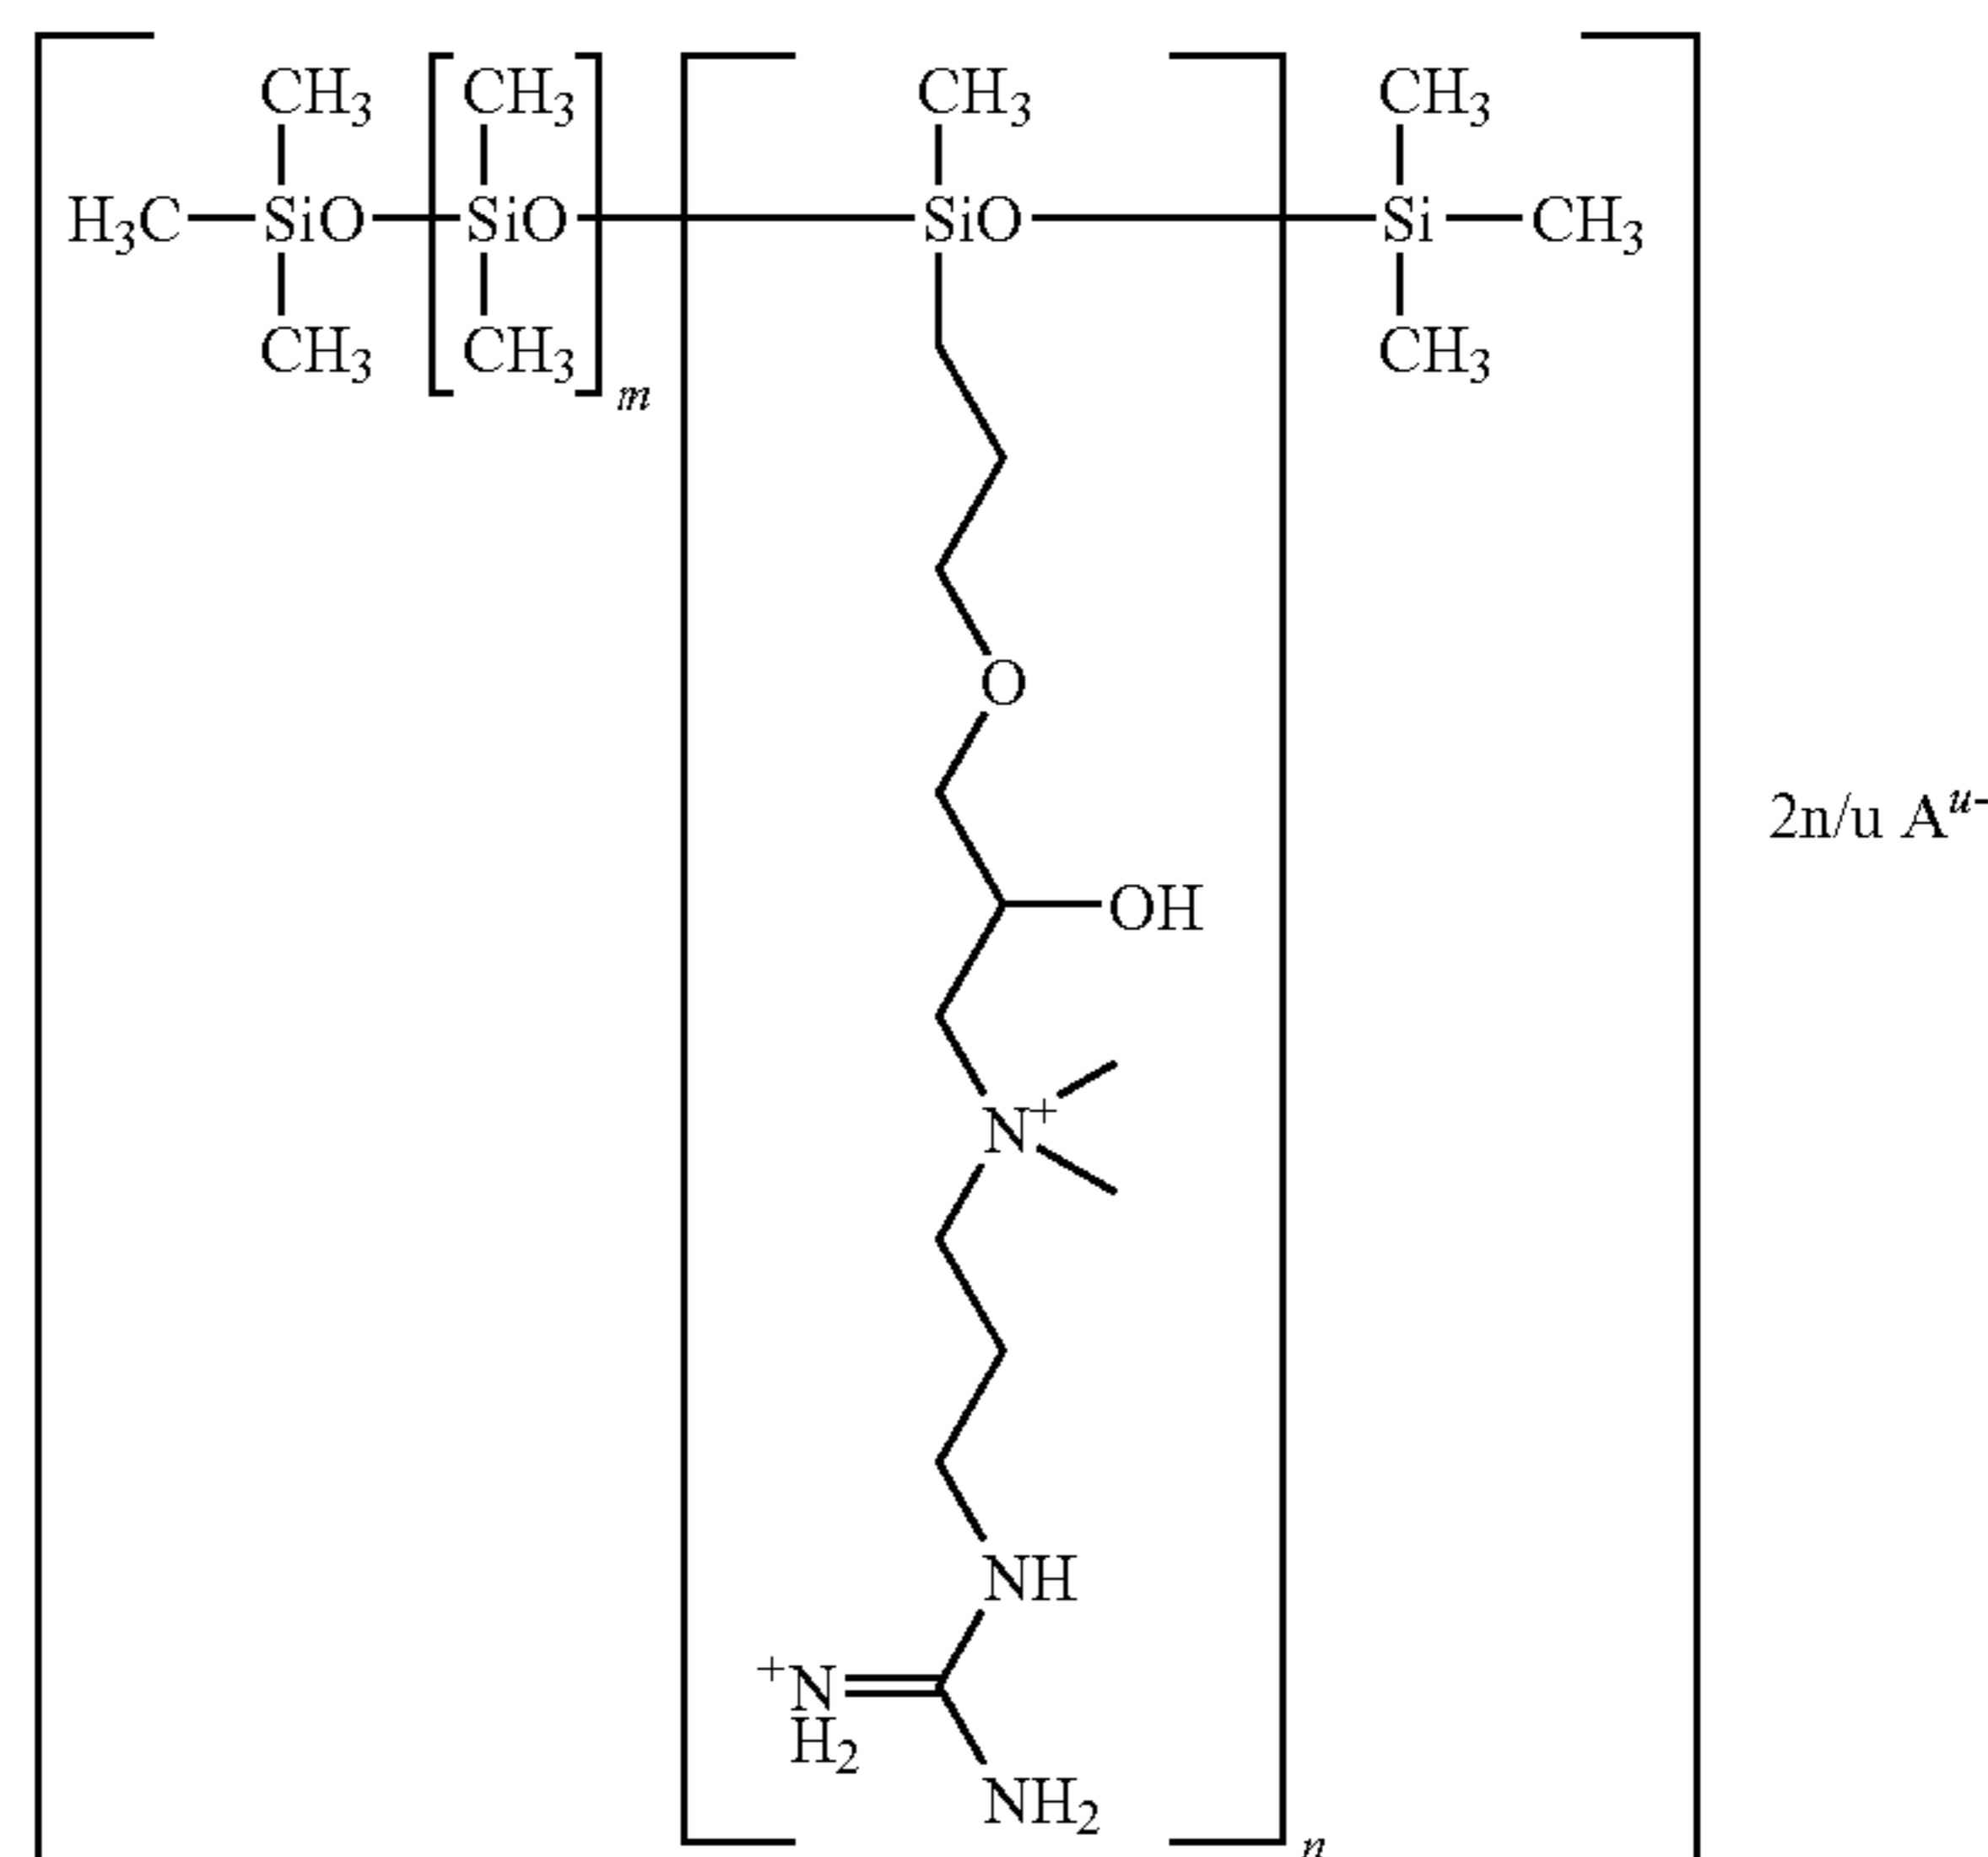 CH3 CH3 CH3 CH3
H3C SiO SiO SiO Si CH3
CH3 CH3 CH3
m
O
2n/u A^u-
OH
N+
NH
+N
H2
NH2
n